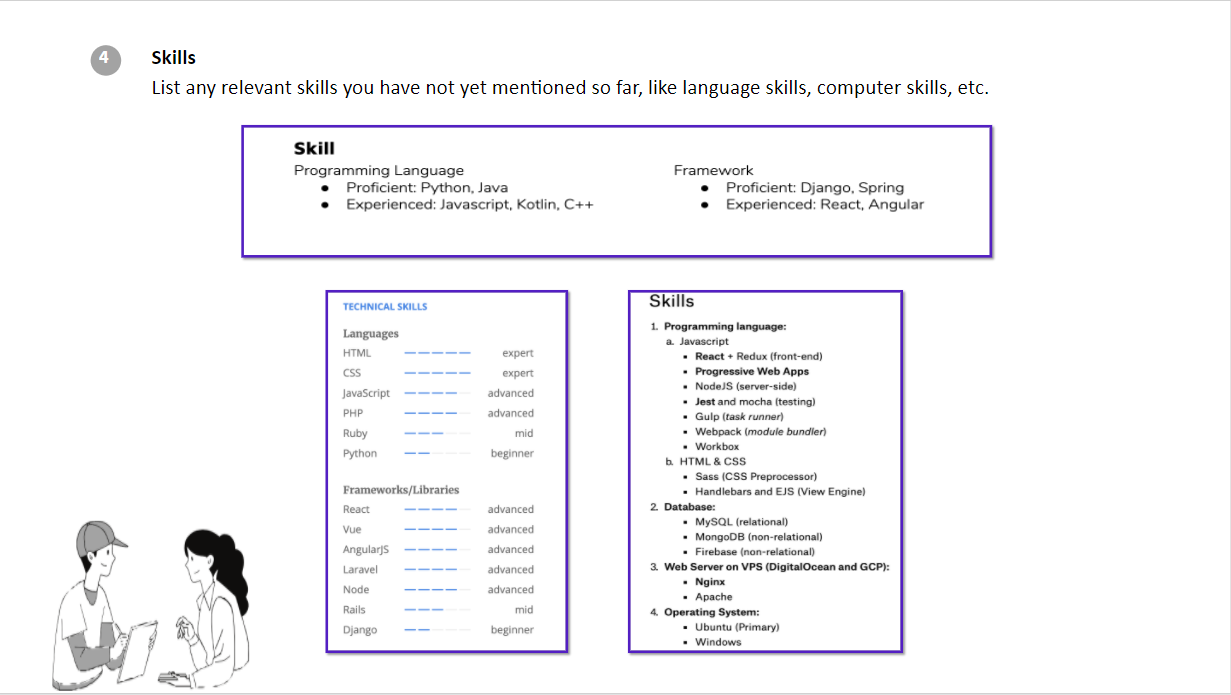 4
Skills
List any relevant skills you have not yet mentioned so far, like language skills, computer skills, etc.
Skill
Programming Language
● Proficient: Python, Java
● Experienced: Javascript, Kotlin, C++
Framework
● Proficient: Django, Spring
● Experienced: React, Angular
TECHNICAL SKILLS
Languages
HTML expert
CSS expert
JavaScript advanced
PHP advanced
Ruby mid
Python beginner
Frameworks/Libraries
React advanced
Vue advanced
AngularJS advanced
Laravel advanced
Node advanced
Rails mid
Django beginner
Skills
1. Programming language:
a. Javascript
▪ React + Redux (front-end)
▪ Progressive Web Apps
▪ NodeJS (server-side)
▪ Jest and mocha (testing)
▪ Gulp (task runner)
▪ Webpack (module bundler)
▪ Workbox
b. HTML & CSS
▪ Sass (CSS Preprocessor)
▪ Handlebars and EJS (View Engine)
2. Database:
▪ MySQL (relational)
▪ MongoDB (non-relational)
▪ Firebase (non-relational)
3. Web Server on VPS (DigitalOcean and GCP):
▪ Nginx
▪ Apache
4. Operating System:
▪ Ubuntu (Primary)
▪ Windows